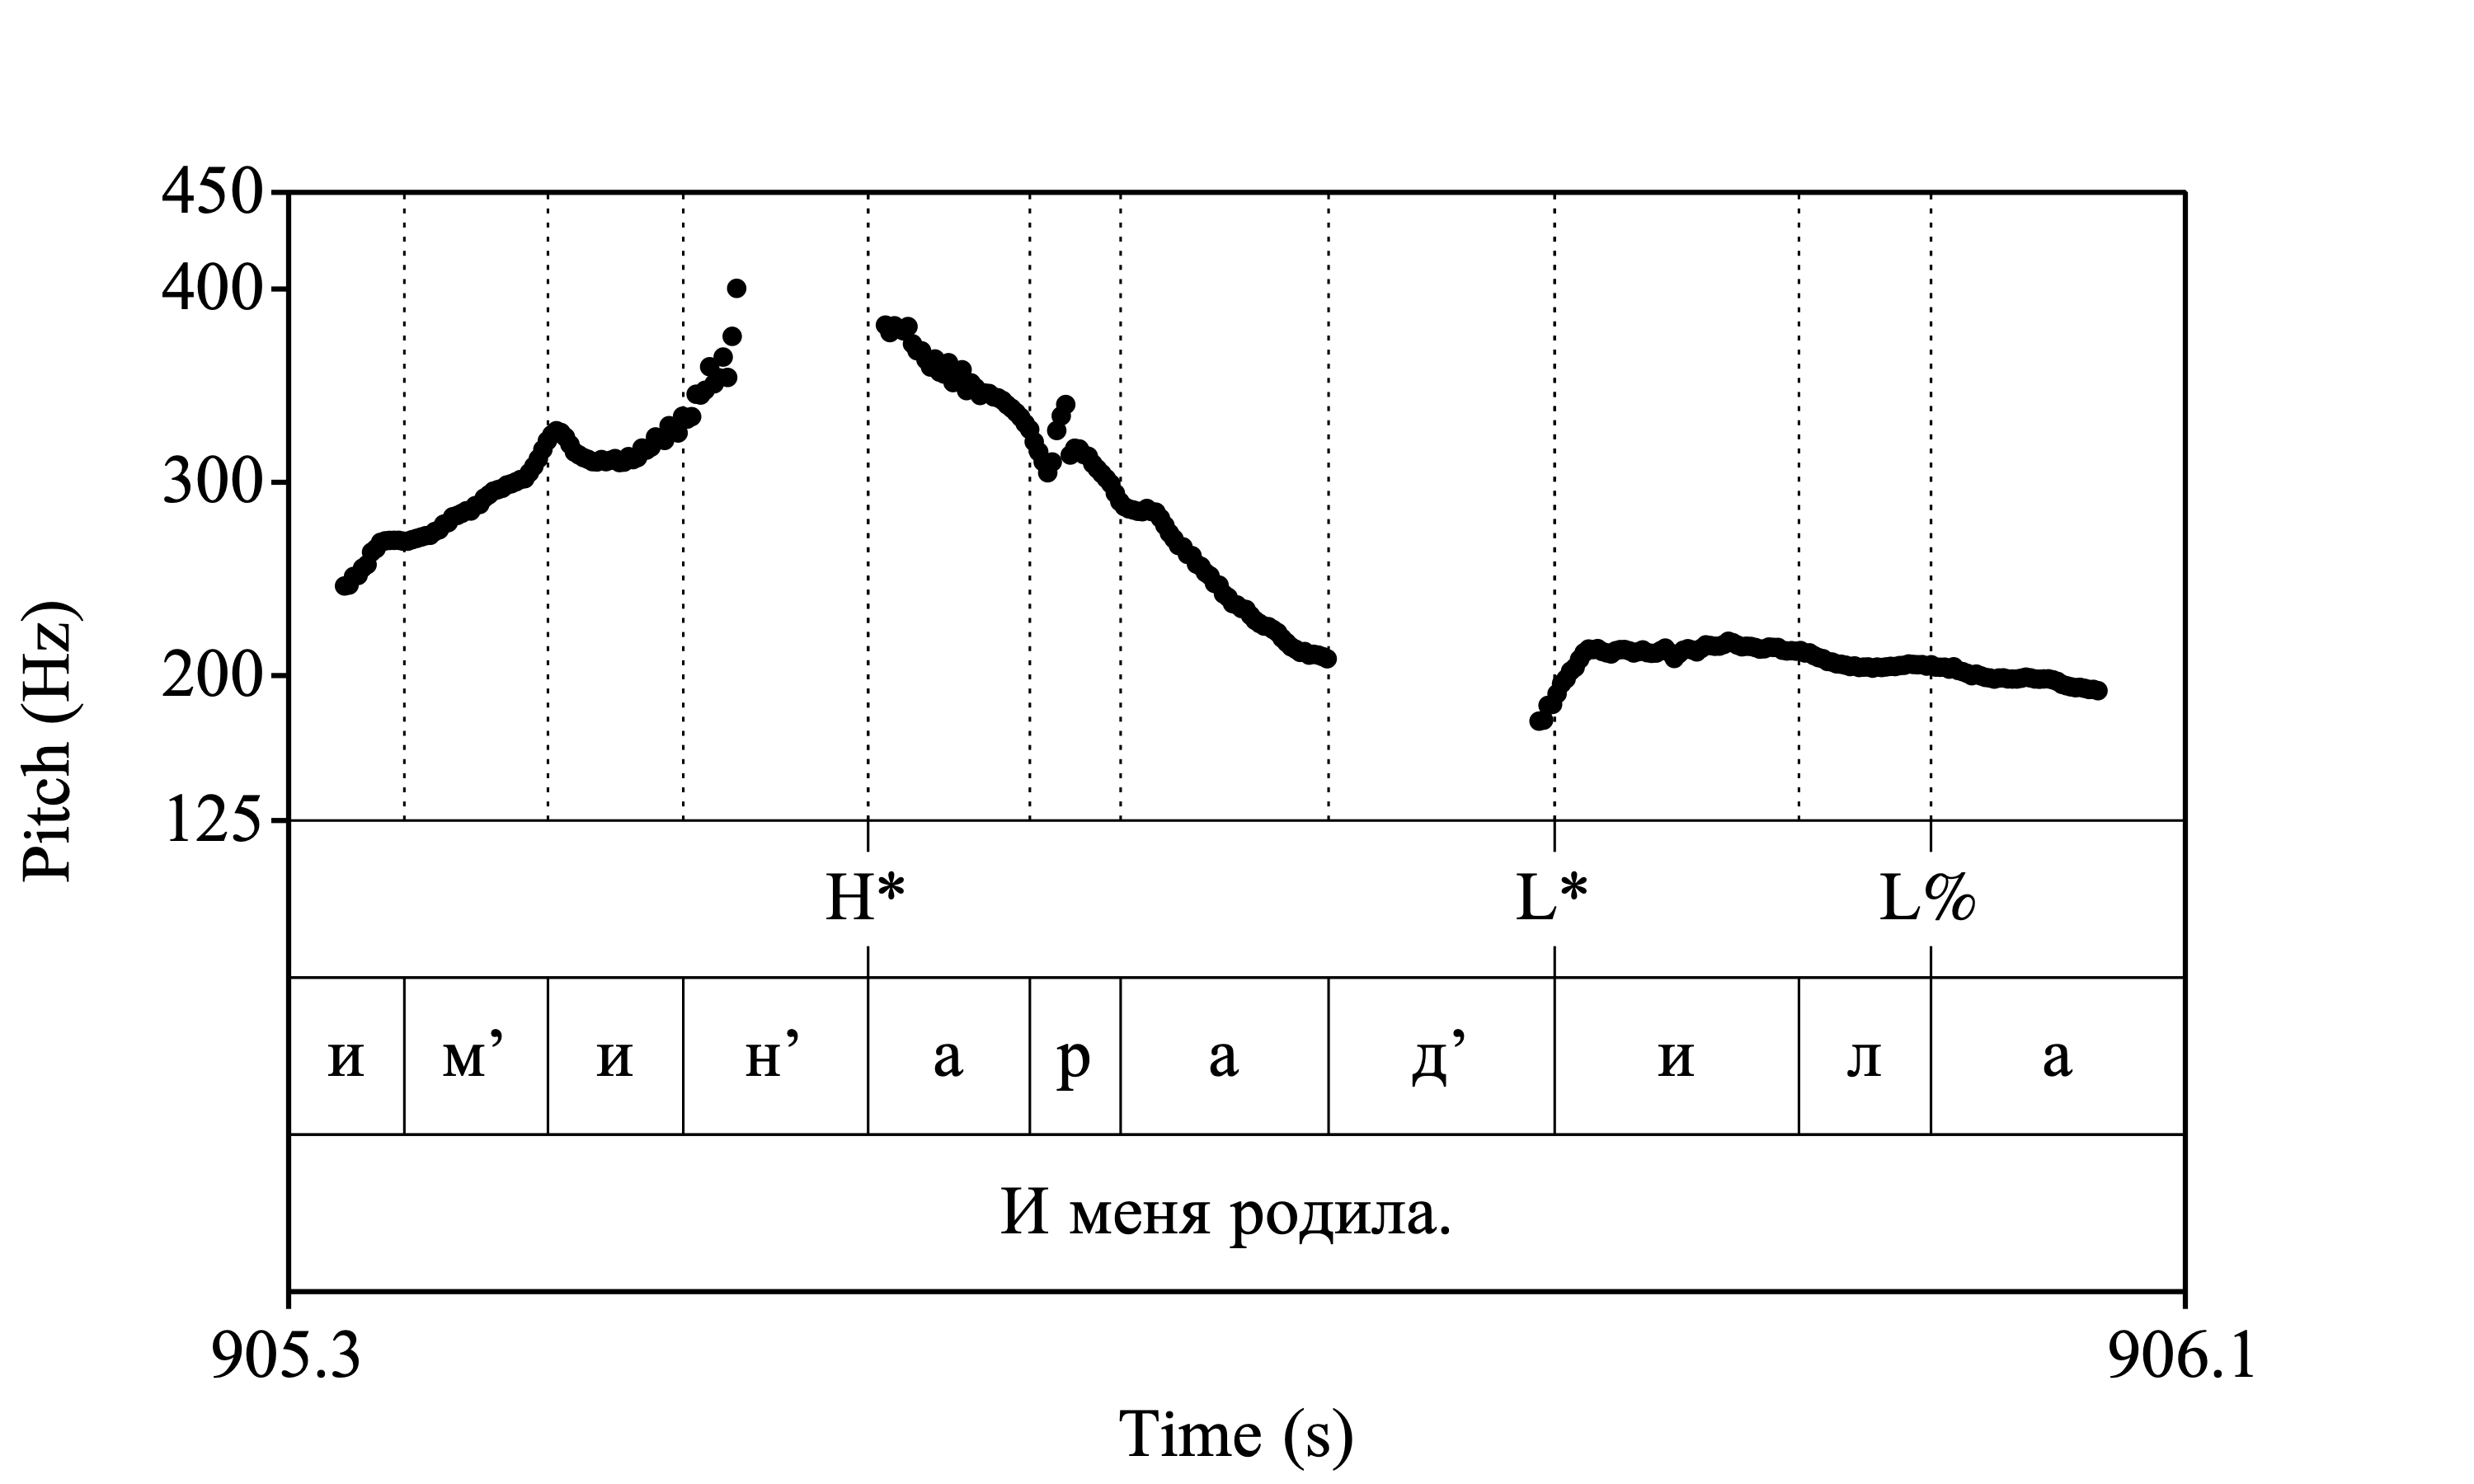 450
400
300
200
125
Pitch (Hz)
H* L* L%
и м’ и н’ а р а д’ и л а
И меня родила.
905.3 906.1
Time (s)